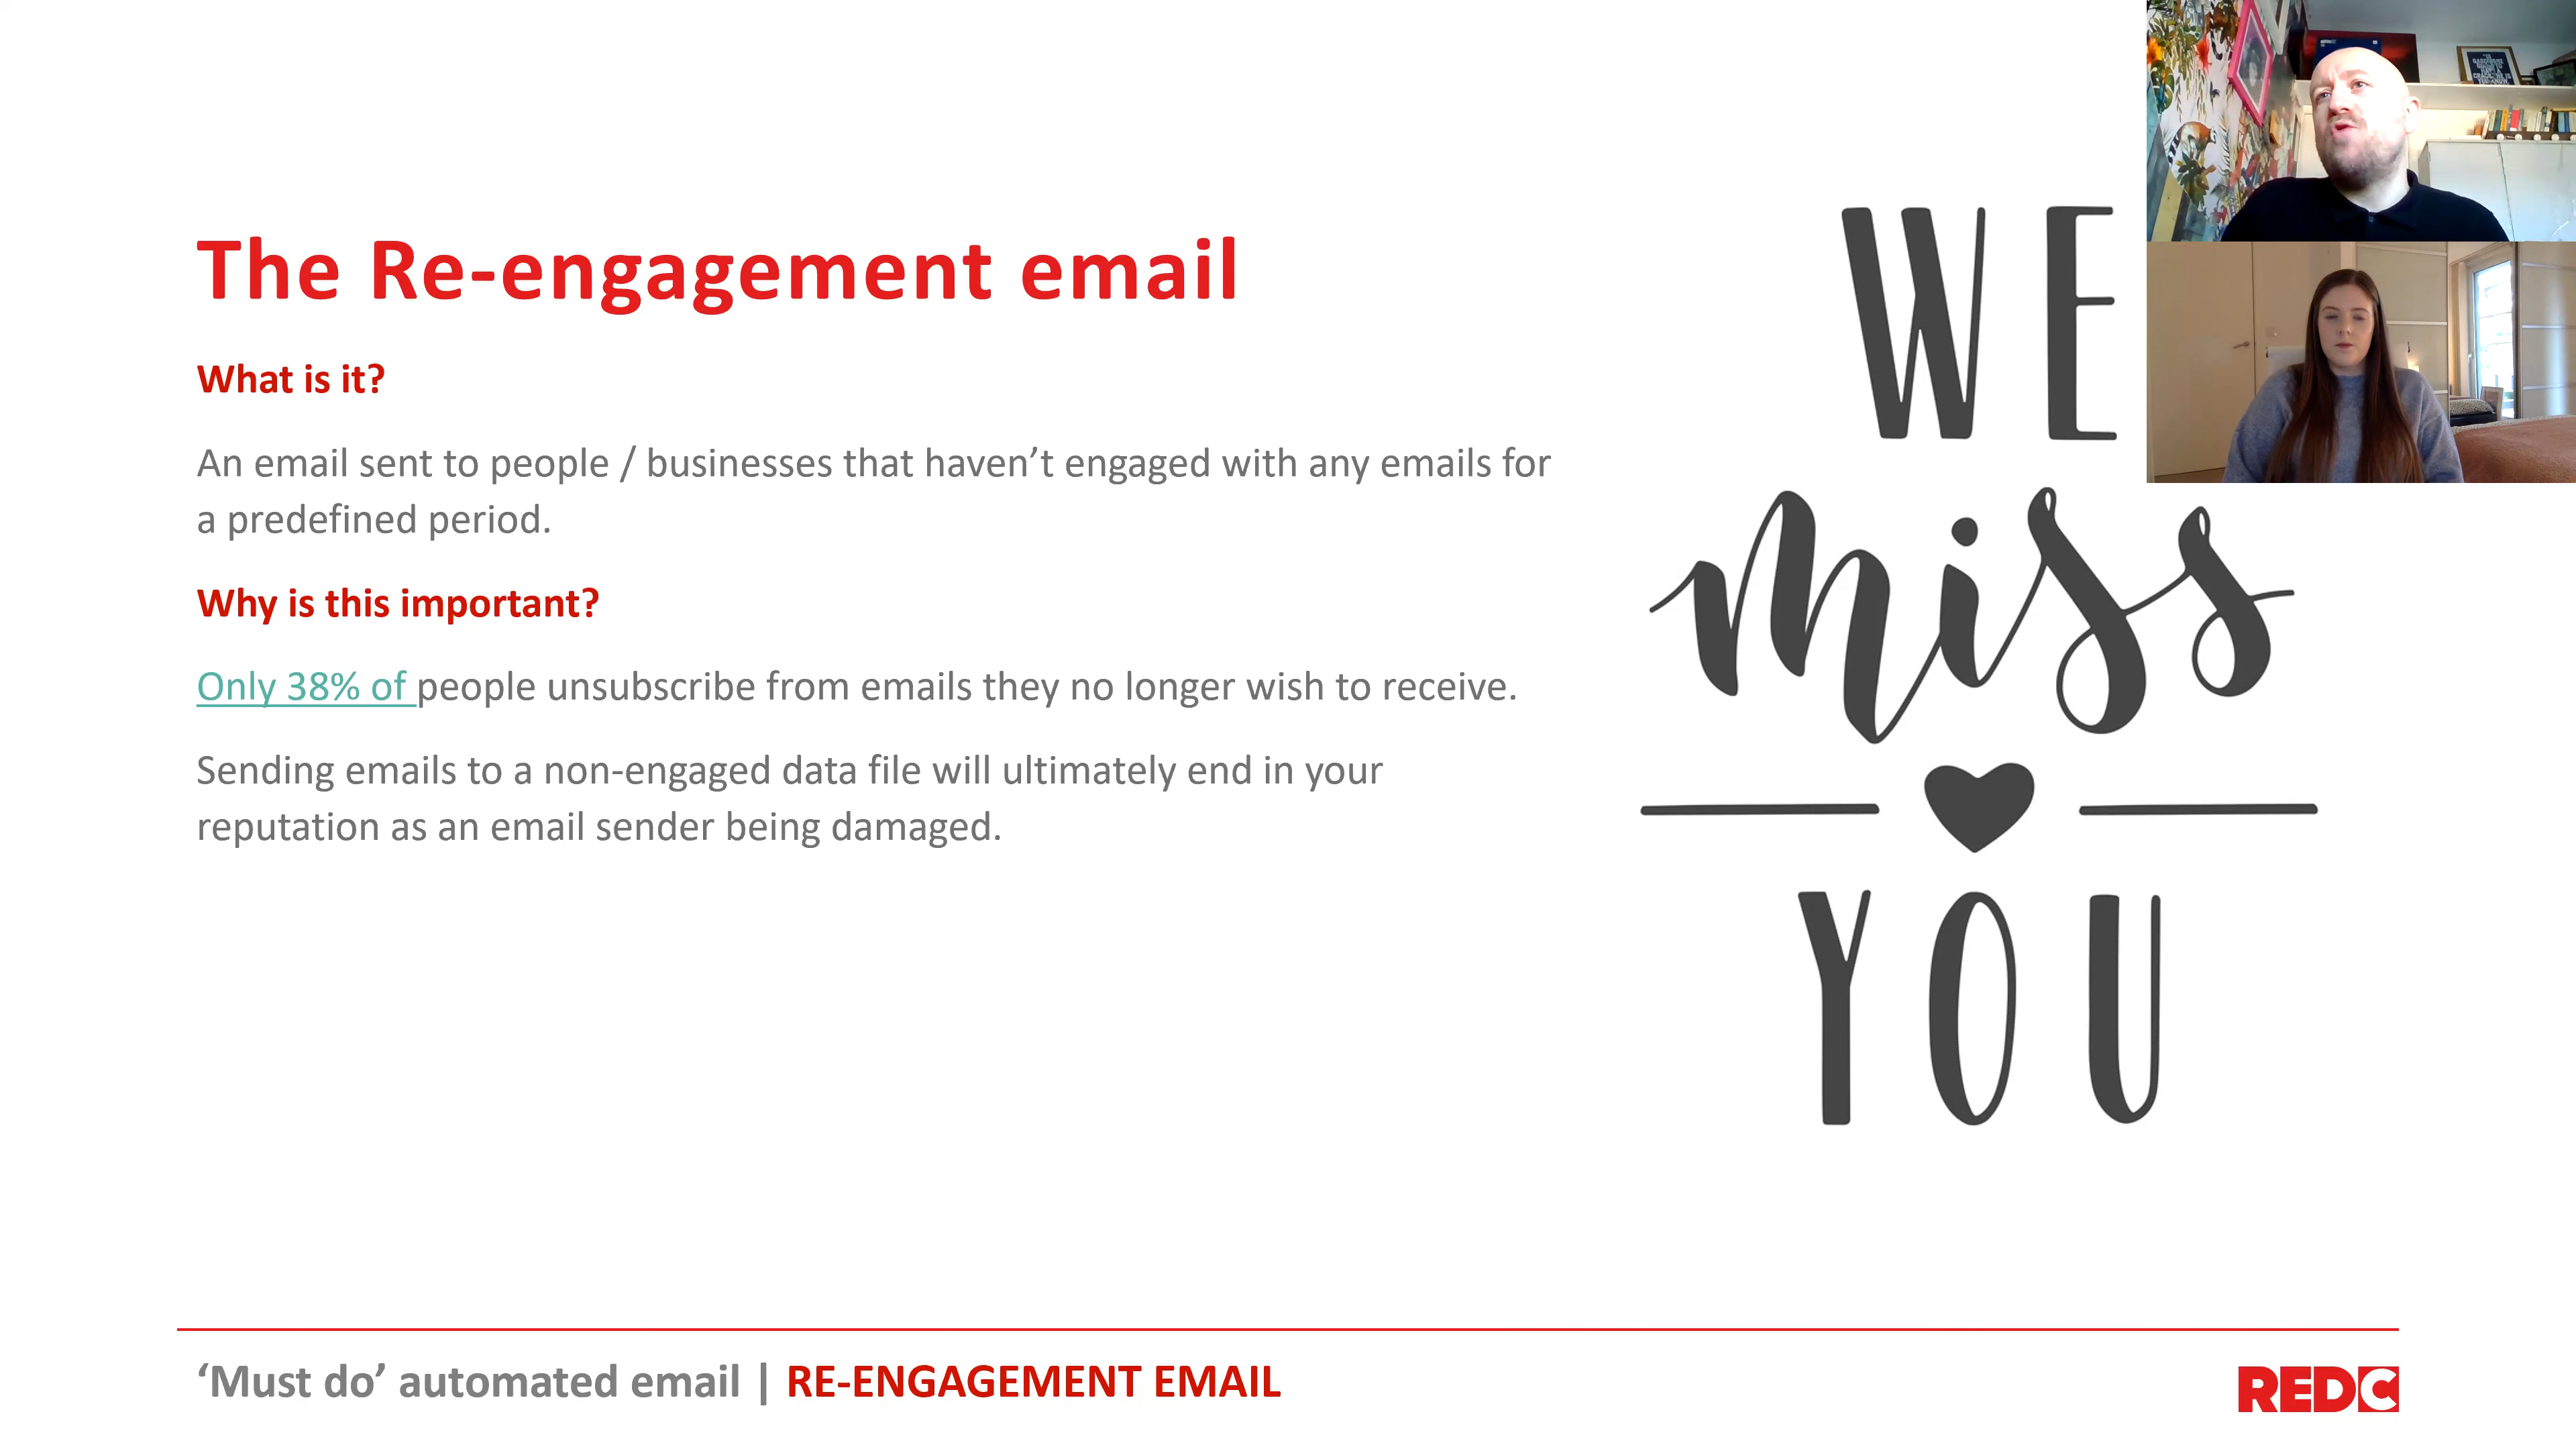 The Re-engagement email
What is it?
An email sent to people / businesses that haven’t engaged with any emails for
a predefined period.
Why is this important?
Only 38% of people unsubscribe from emails they no longer wish to receive.
Sending emails to a non-engaged data file will ultimately end in your
reputation as an email sender being damaged.
WE
miss
YOU
‘Must do’ automated email | RE-ENGAGEMENT EMAIL
REDC